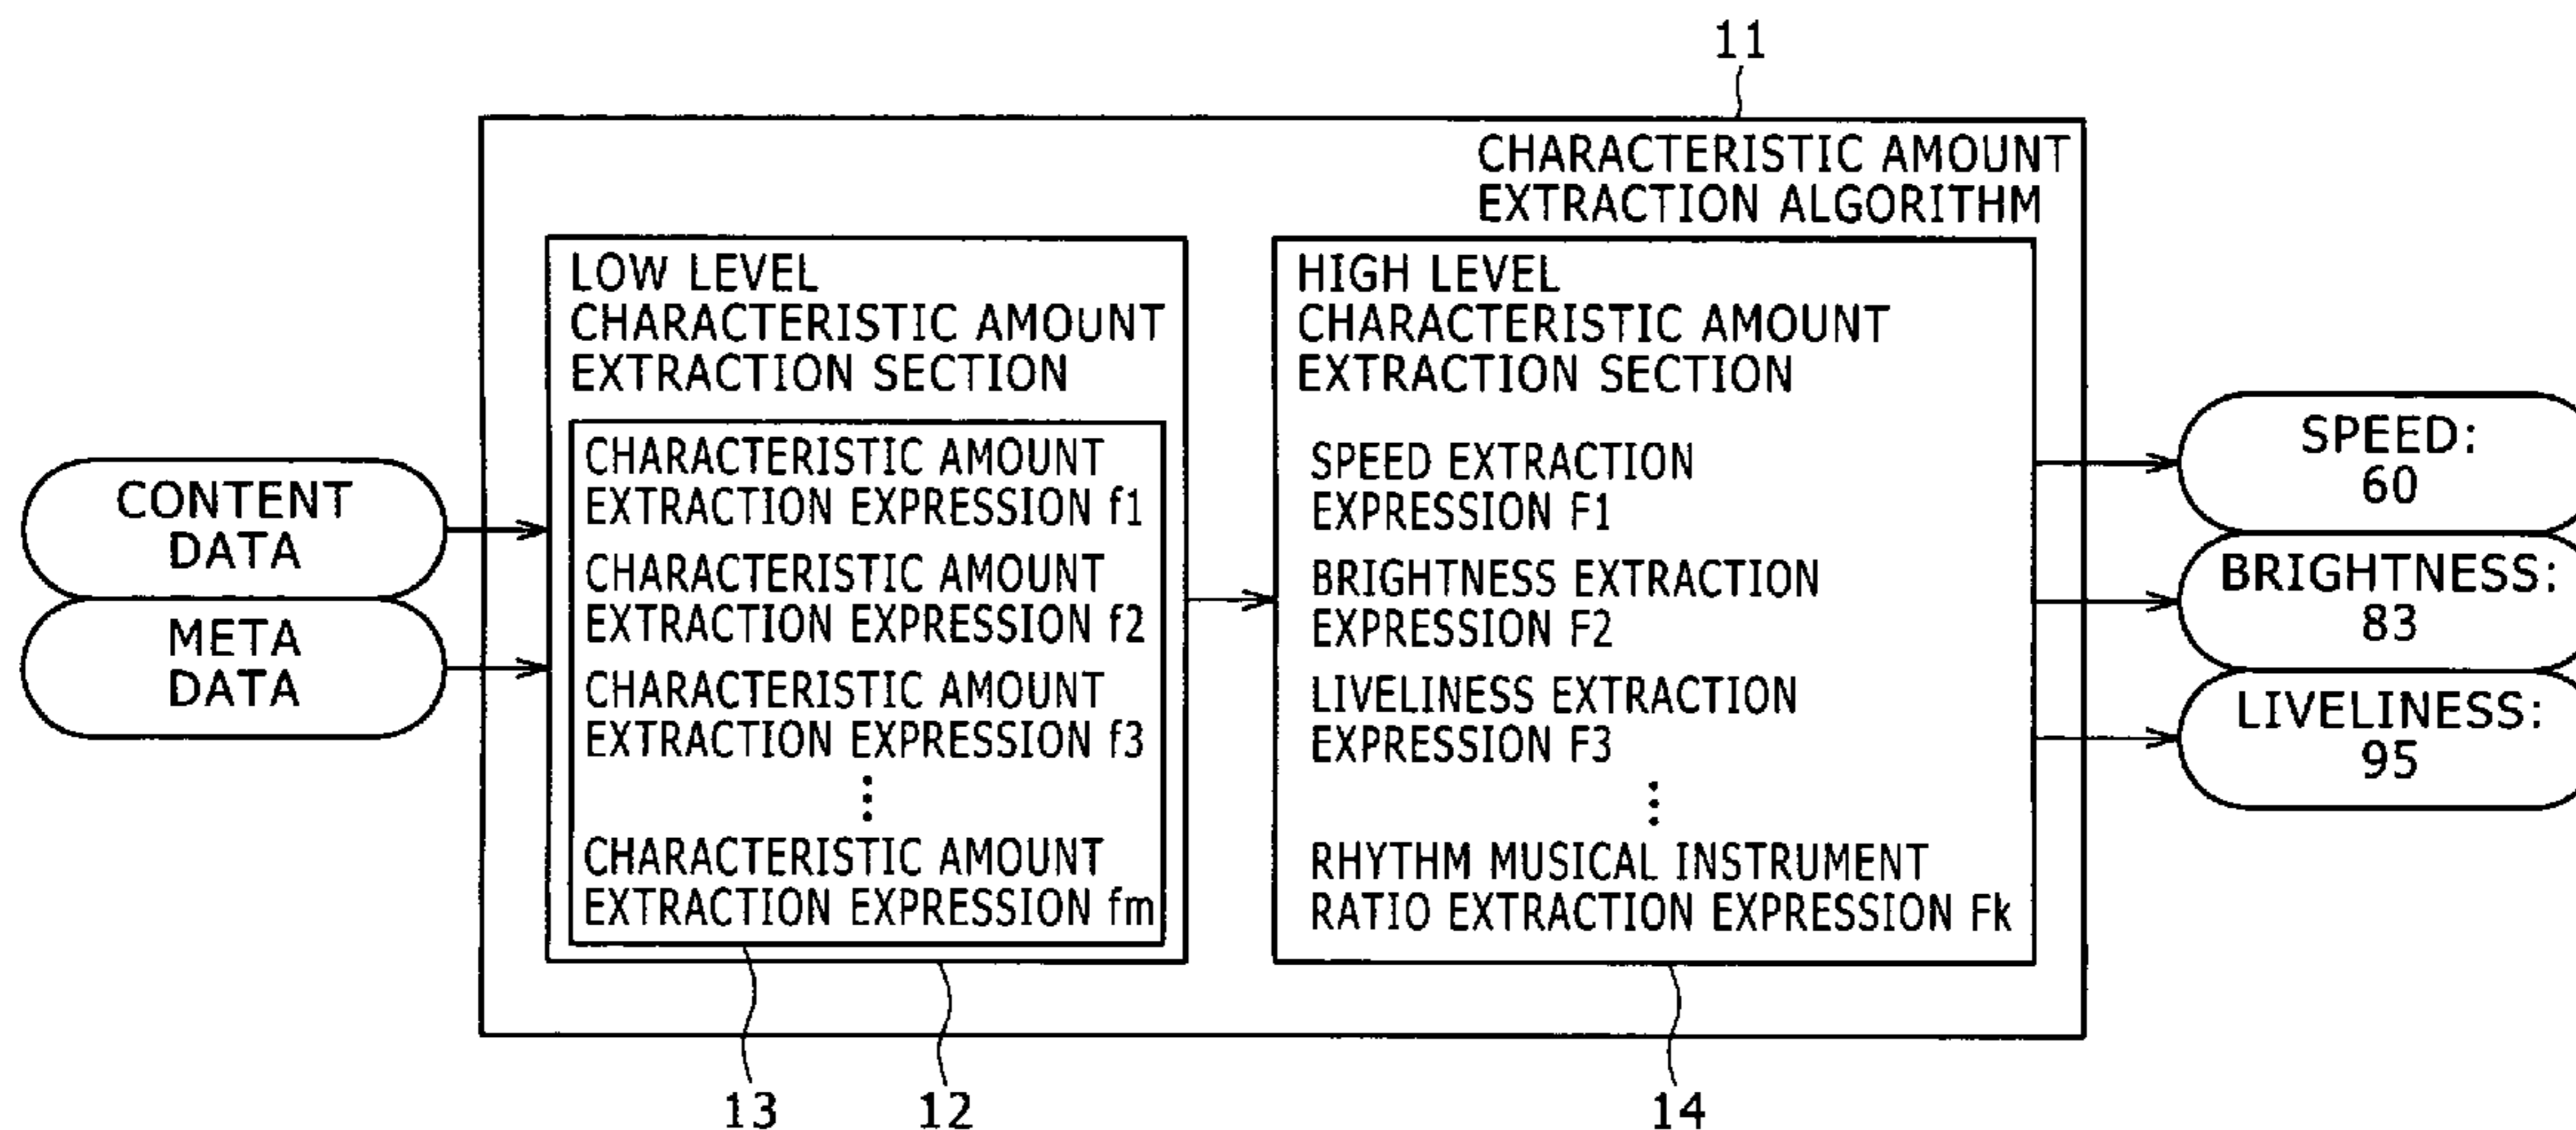 11
CHARACTERISTIC AMOUNT
EXTRACTION ALGORITHM
CONTENT
DATA
META
DATA
LOW LEVEL
CHARACTERISTIC AMOUNT
EXTRACTION SECTION
CHARACTERISTIC AMOUNT
EXTRACTION EXPRESSION f1
CHARACTERISTIC AMOUNT
EXTRACTION EXPRESSION f2
CHARACTERISTIC AMOUNT
EXTRACTION EXPRESSION f3
CHARACTERISTIC AMOUNT
EXTRACTION EXPRESSION fm
HIGH LEVEL
CHARACTERISTIC AMOUNT
EXTRACTION SECTION
SPEED EXTRACTION
EXPRESSION F1
BRIGHTNESS EXTRACTION
EXPRESSION F2
LIVELINESS EXTRACTION
EXPRESSION F3
RHYTHM MUSICAL INSTRUMENT
RATIO EXTRACTION EXPRESSION Fk
SPEED:
60
BRIGHTNESS:
83
LIVELINESS:
95
13
12
14